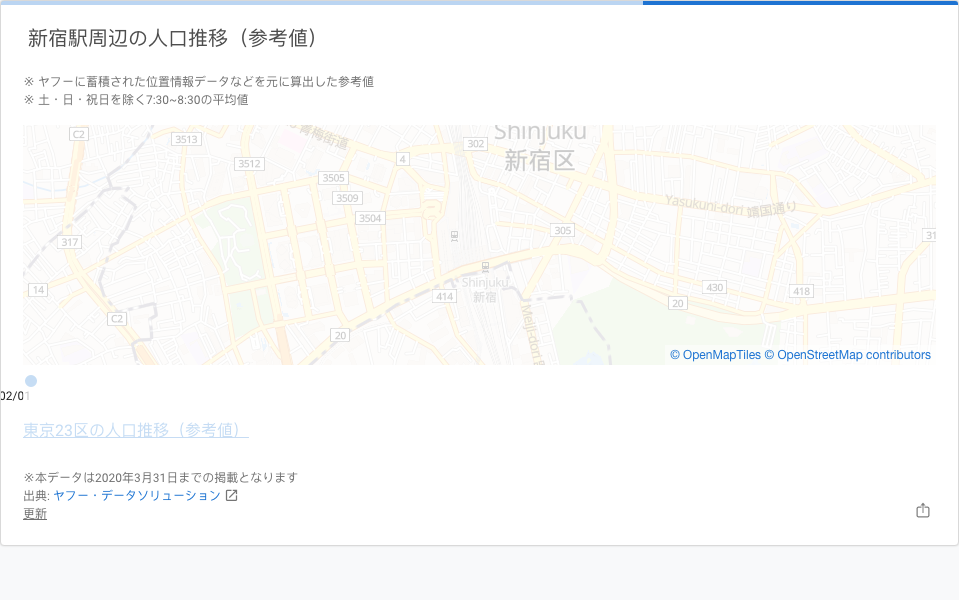 新宿駅周辺の人口推移（参考値）
※ ヤフーに蓄積された位置情報データなどを元に算出した参考値
※ 土・日・祝日を除く7:30~8:30の平均値
Shinjuku
新宿区
C2
3513
302
青梅街道
4
3512
3505
3509
3504
Yasukuni-dori 靖国通り
305
317
31
Shinjuku
新宿
14
414
430
418
20
C2
20
Meiji-dori
© OpenMapTiles © OpenStreetMap contributors
02/01
東京23区の人口推移（参考値）
※本データは2020年3月31日までの掲載となります
出典: ヤフー・データソリューション
更新